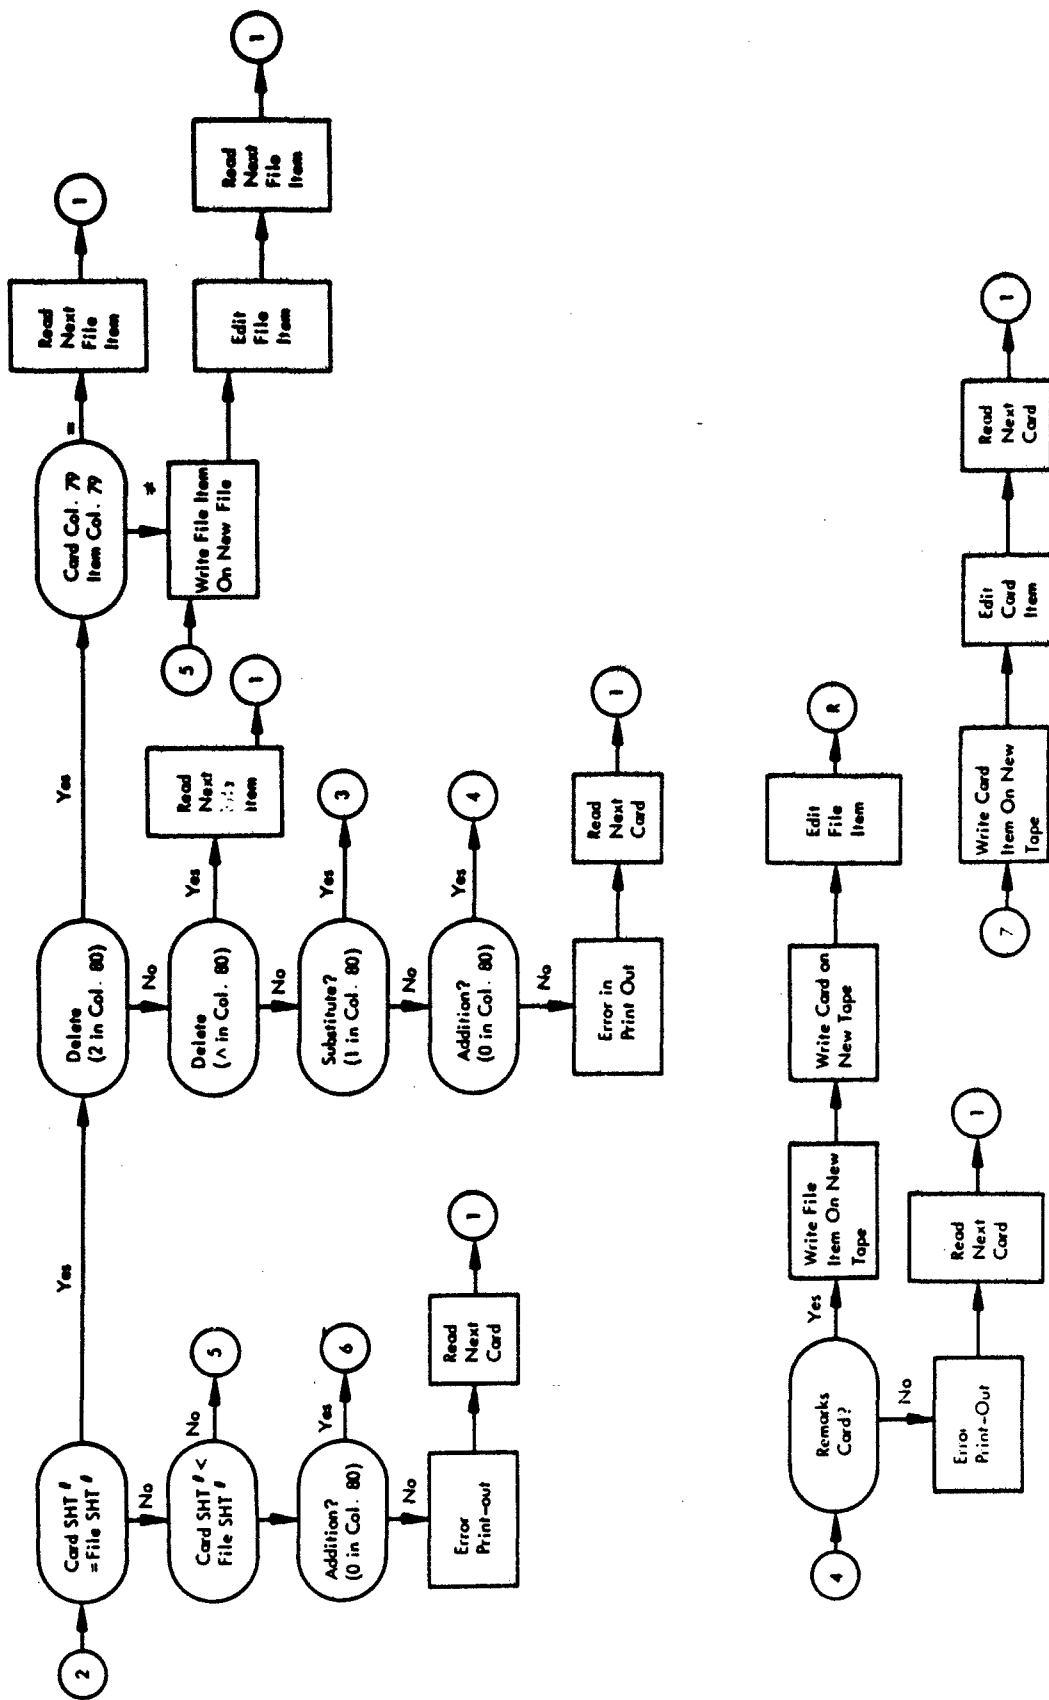 2
Card SHT#
=File SHT#
Yes
No
Card SHT# <
File SHT#
No
5
Addition?
(0 in Col. 80)
Yes
6
No
Error
Print-out
Read
Next
Card
1
Delete
(2 in Col. 80)
Yes
No
Delete
(Λ in Col. 80)
Yes
Read
Next
Item
1
No
Substitute?
(1 in Col. 80)
Yes
3
No
Addition?
(0 in Col. 80)
Yes
4
No
Error in
Print Out
Read
Next
Card
1
Card Col. 79
Item Col. 79
=
Read
Next
File
Item
1
≠
5
Write File Item
On New File
Edit
File
Item
Read
Next
File
Item
1
4
Remarks
Card?
Yes
Write File
Item On New
Tape
Write Card on
New Tape
Edit
File
Item
R
No
Error
Print-Out
Read
Next
Card
1
7
Write Card
Item On New
Tape
Edit
Card
Item
Read
Next
Card
1